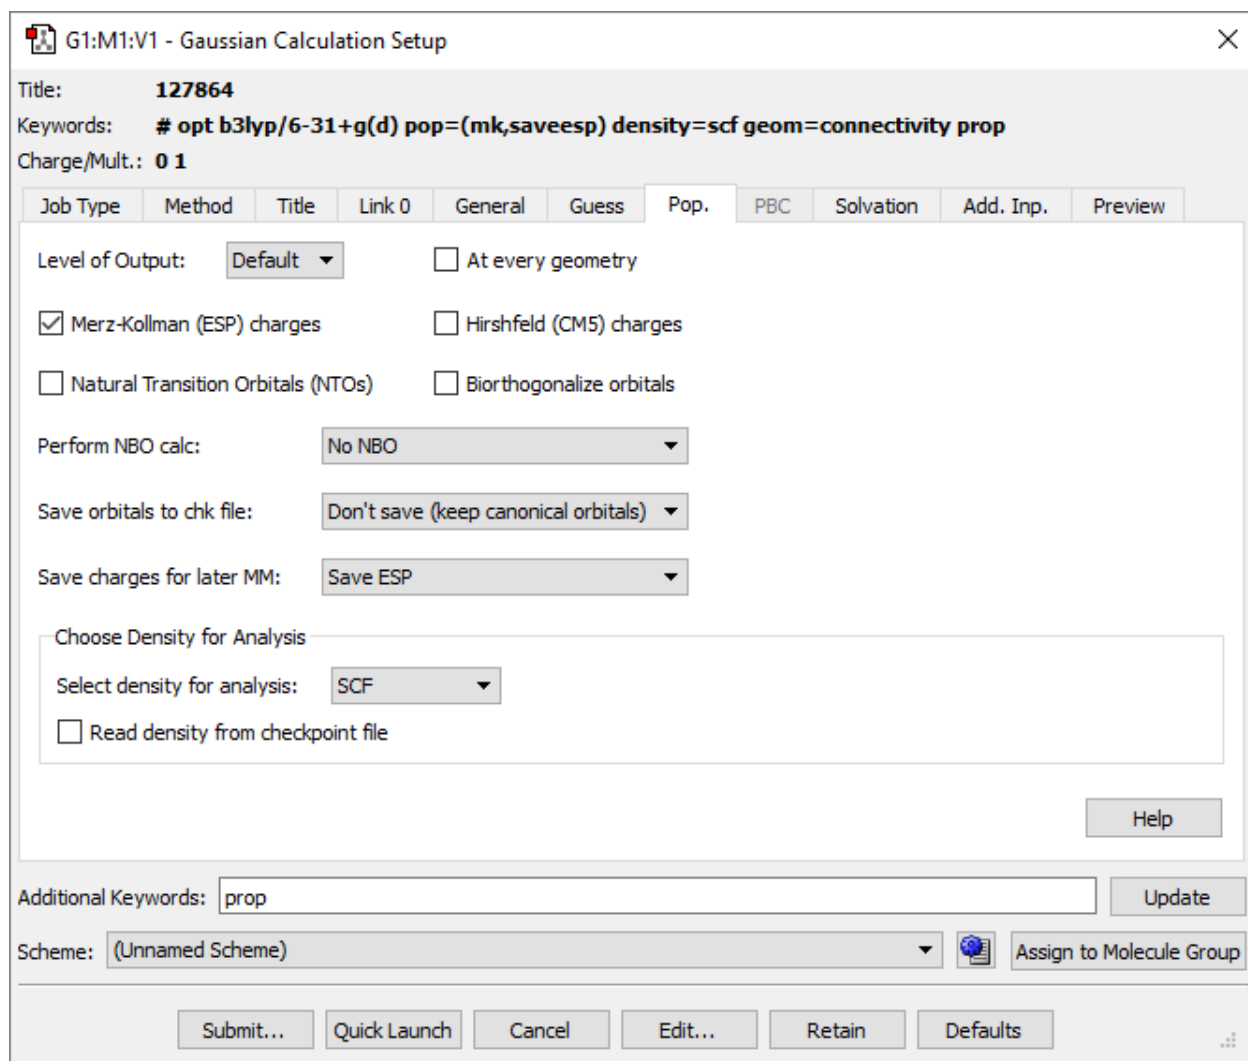 G1:M1:V1 - Gaussian Calculation Setup
Title: 127864
Keywords: # opt b3lyp/6-31+g(d) pop=(mk,saveesp) density=scf geom=connectivity prop
Charge/Mult.: 0 1
Job Type Method Title Link 0 General Guess Pop. PBC Solvation Add. Inp. Preview
Level of Output: Default At every geometry
Merz-Kollman (ESP) charges Hirshfeld (CM5) charges
Natural Transition Orbitals (NTOs) Biorthogonalize orbitals
Perform NBO calc: No NBO
Save orbitals to chk file: Don't save (keep canonical orbitals)
Save charges for later MM: Save ESP
Choose Density for Analysis
Select density for analysis: SCF
Read density from checkpoint file
Help
Additional Keywords: prop Update
Scheme: (Unnamed Scheme) Assign to Molecule Group
Submit... Quick Launch Cancel Edit... Retain Defaults